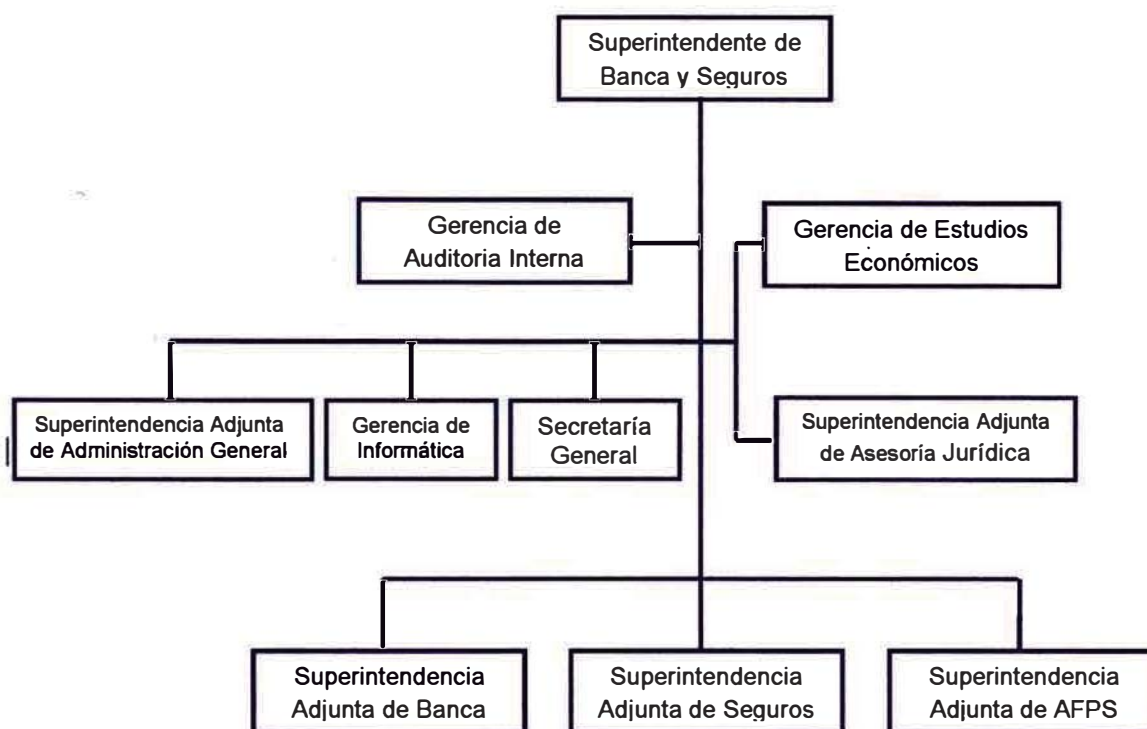 Superintendente de
Banca y Seguros
Gerencia de
Auditoria Interna
Gerencia de Estudios
Económicos
Superintendencia Adjunta
de Administración General
Gerencia de
Informática
Secretaría
General
Superintendencia Adjunta
de Asesoría Jurídica
Superintendencia
Adjunta de Banca
Superintendencia
Adjunta de Seguros
Superintendencia
Adjunta de AFPS